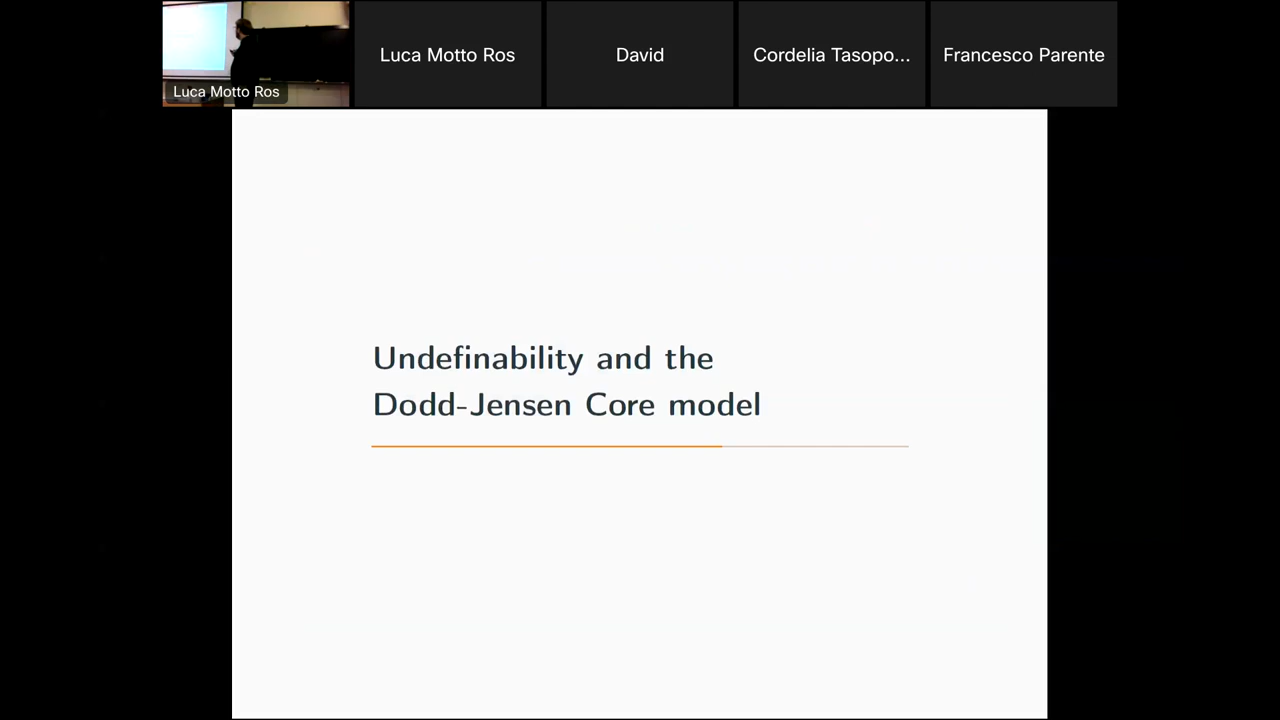 Luca Motto Ros
Luca Motto Ros
David
Cordelia Tasopo...
Francesco Parente
Undefinability and the
Dodd-Jensen Core model